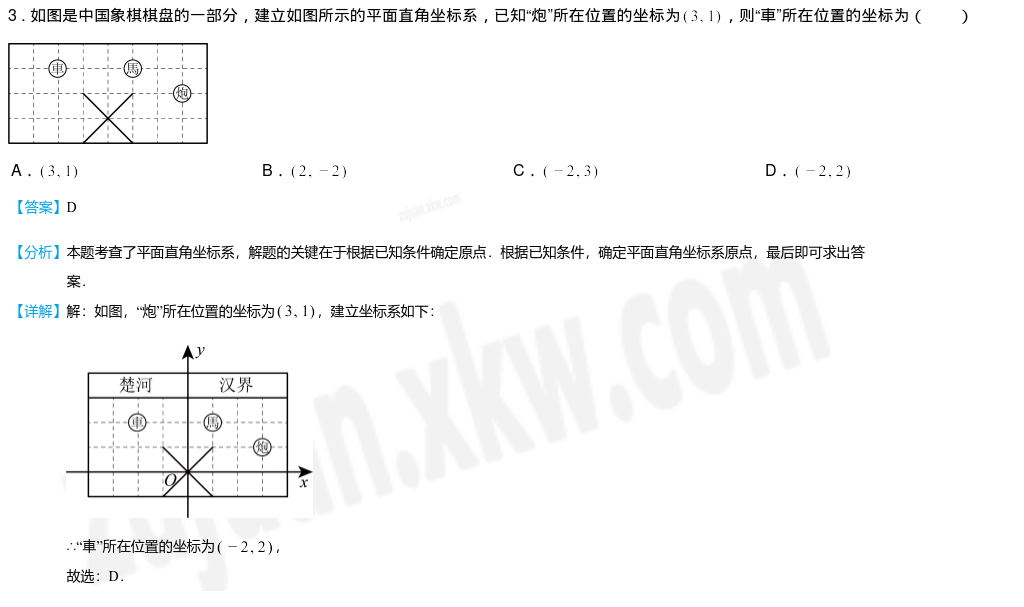 3．如图是中国象棋棋盘的一部分，建立如图所示的平面直角坐标系，已知“炮”所在位置的坐标为(3,1)，则“車”所在位置的坐标为（　　）
車 馬
炮
A．(3,1) B．(2,－2) C．(－2,3) D．(－2,2)
【答案】D
zujuan.xkw.com
【分析】本题考查了平面直角坐标系，解题的关键在于根据已知条件确定原点．根据已知条件，确定平面直角坐标系原点，最后即可求出答
案．
【详解】解：如图，“炮”所在位置的坐标为(3,1)，建立坐标系如下：
y
楚河 汉界
車 馬
炮
O x
∴“車”所在位置的坐标为(－2,2)，
故选：D．
zujuan.xkw.com